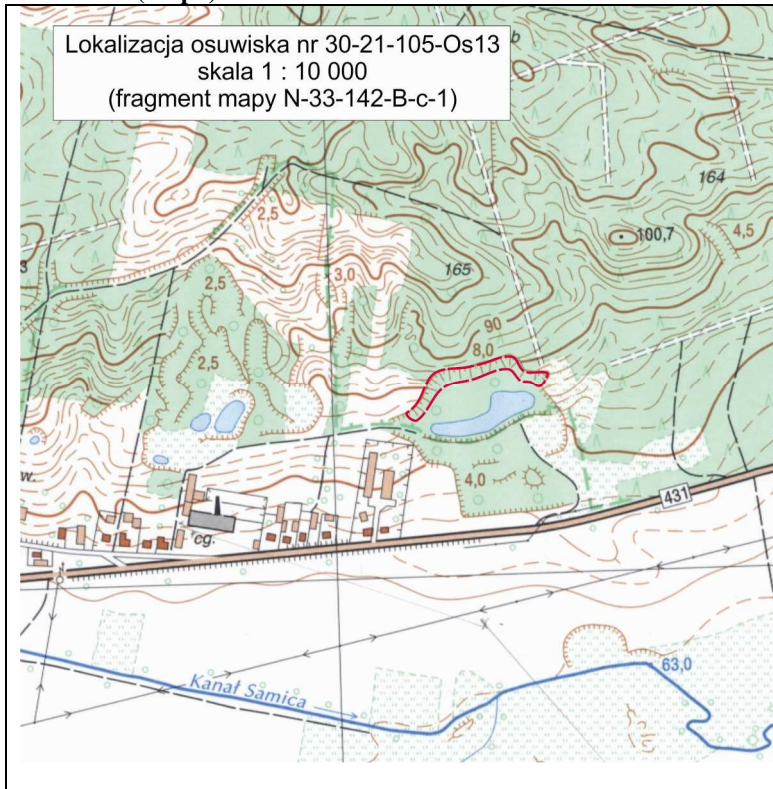 Lokalizacja osuwiska nr 30-21-105-Os13
skala 1 : 10 000
(fragment mapy N-33-142-B-c-1)
b
164
2,5
100,7
4,5
3
3,0
165
2,5
90
8,0
2,5
w.
4,0
431
cg.
63,0
Kanał Samica